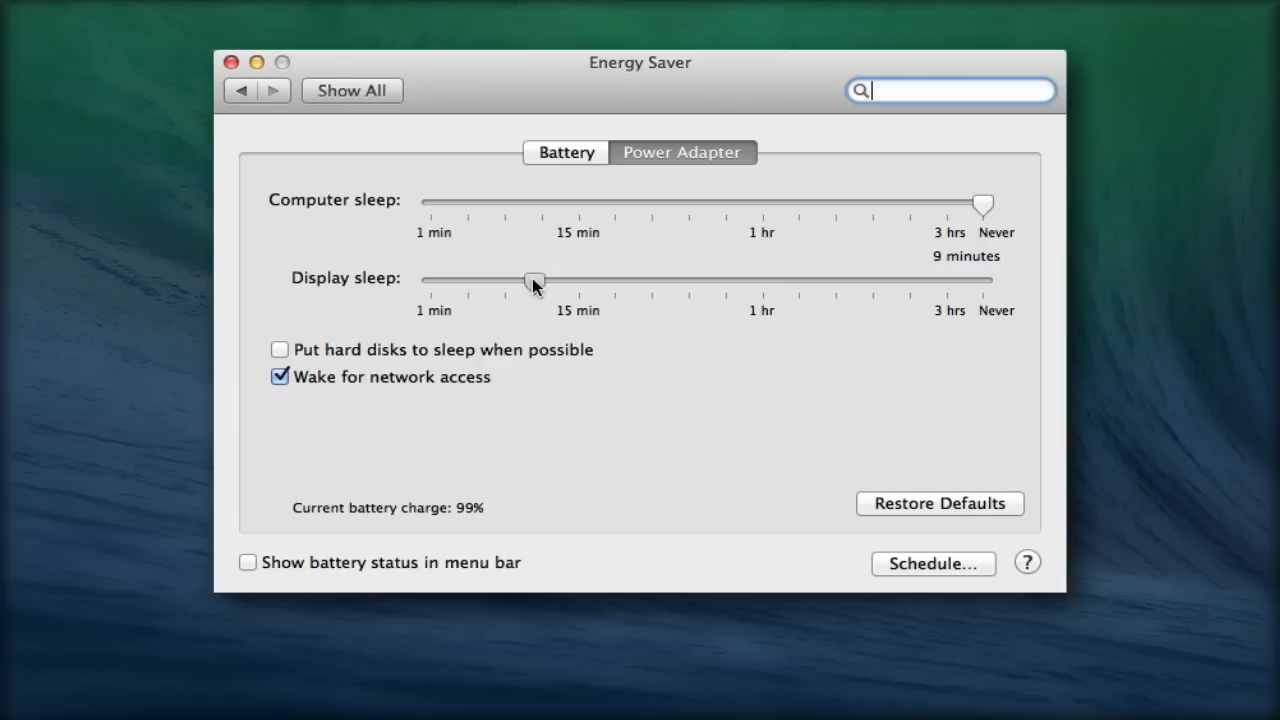 Energy Saver
Show All
Battery Power Adapter
Computer sleep:
1 min 15 min 1 hr 3 hrs Never
9 minutes
Display sleep:
1 min 15 min 1 hr 3 hrs Never
Put hard disks to sleep when possible
Wake for network access
Current battery charge: 99% Restore Defaults
Show battery status in menu bar Schedule... ?